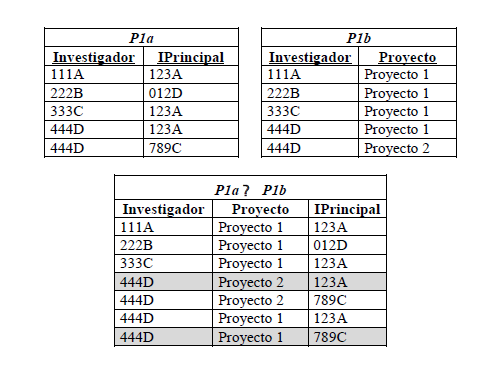 P1a
Investigador IPrincipal
111A 123A
222B 012D
333C 123A
444D 123A
444D 789C
P1b
Investigador Proyecto
111A Proyecto 1
222B Proyecto 1
333C Proyecto 1
444D Proyecto 1
444D Proyecto 2
P1a ? P1b
Investigador Proyecto IPrincipal
111A Proyecto 1 123A
222B Proyecto 1 012D
333C Proyecto 1 123A
444D Proyecto 2 123A
444D Proyecto 2 789C
444D Proyecto 1 123A
444D Proyecto 1 789C